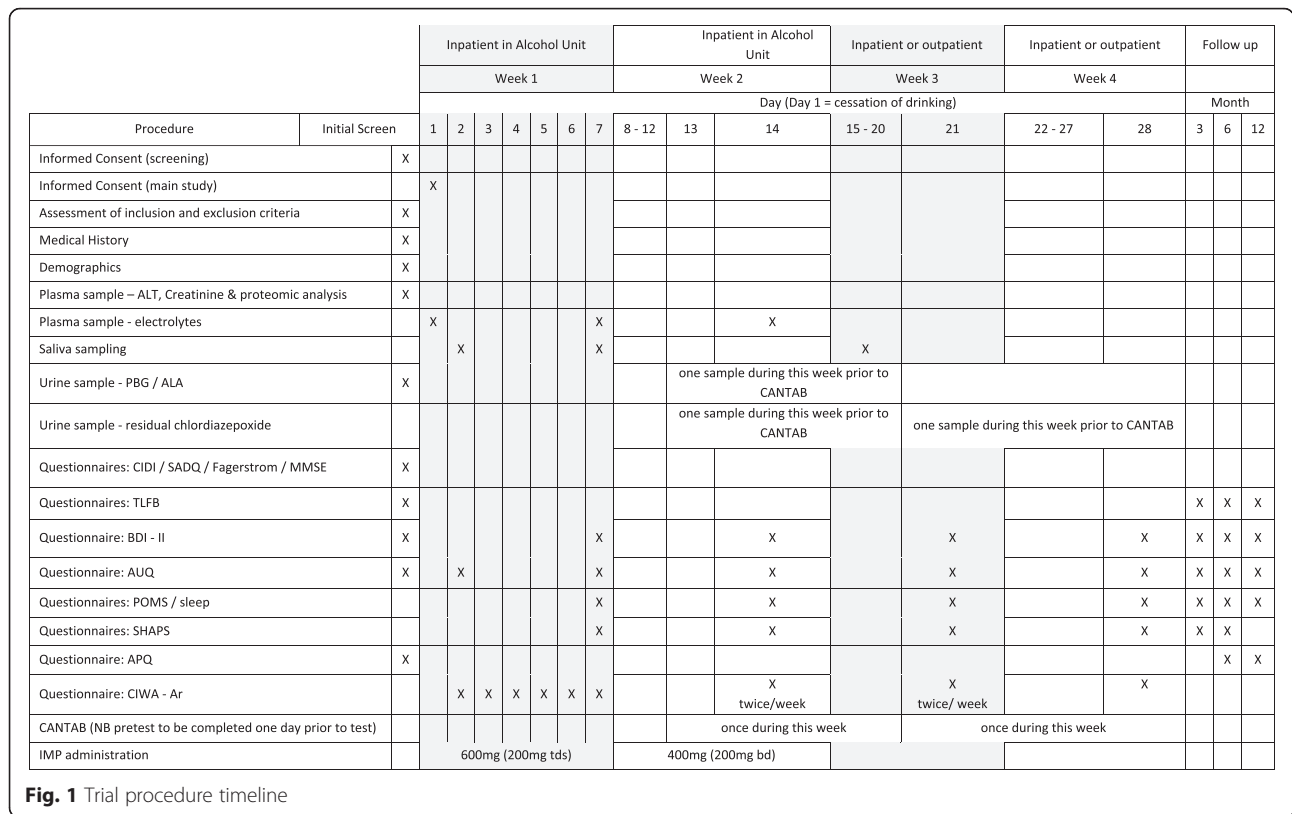 Inpatient in Alcohol Unit Inpatient in Alcohol Unit Inpatient or outpatient Inpatient or outpatient Follow up
Week 1 Week 2 Week 3 Week 4
Day (Day 1 = cessation of drinking) Month
Procedure Initial Screen 1 2 3 4 5 6 7 8 - 12 13 14 15 - 20 21 22 - 27 28 3 6 12
Informed Consent (screening) X
Informed Consent (main study) X
Assessment of inclusion and exclusion criteria X
Medical History X
Demographics X
Plasma sample – ALT, Creatinine & proteomic analysis X
Plasma sample - electrolytes X X X
Saliva sampling X X X
Urine sample - PBG / ALA X one sample during this week prior to CANTAB
Urine sample - residual chlordiazepoxide one sample during this week prior to CANTAB one sample during this week prior to CANTAB
Questionnaires: CIDI / SADQ / Fagerstrom / MMSE X
Questionnaires: TLFB X X X X
Questionnaire: BDI - II X X X X X X X X
Questionnaire: AUQ X X X X X X X X X
Questionnaires: POMS / sleep X X X X X X X
Questionnaires: SHAPS X X X X X X
Questionnaire: APQ X X X
Questionnaire: CIWA - Ar X X X X X X X twice/week X twice/ week X
CANTAB (NB pretest to be completed one day prior to test) once during this week once during this week
IMP administration 600mg (200mg tds) 400mg (200mg bd)
Fig. 1 Trial procedure timeline